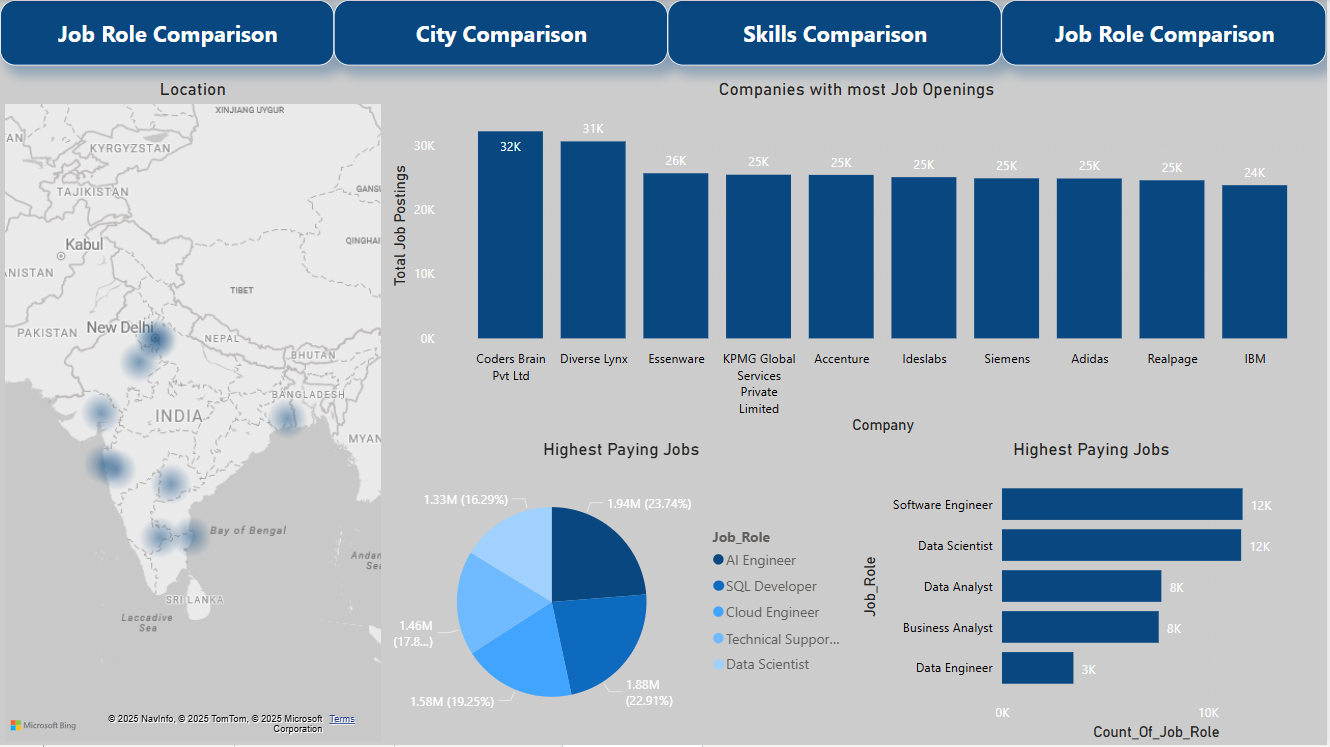 Job Role Comparison
City Comparison
Skills Comparison
Job Role Comparison
Location
XINJIANG UYGUR
AN
KYRGYZSTAN
TAJIKISTAN
GANSU
Kabul
QINGHAI
ANISTAN
TIBET
PAKISTAN
New Delhi
NEPAL
BHUTAN
BANGLADESH
INDIA
MYAN
Bay of Bengal
Andan
Sea
SRI LANKA
Laccadive
Sea
Microsoft Bing
© 2025 NavInfo, © 2025 TomTom, © 2025 Microsoft Corporation
Terms
Companies with most Job Openings
Total Job Postings
30K
20K
10K
0K
32K
31K
26K
25K
25K
25K
25K
25K
25K
24K
Coders Brain
Pvt Ltd
Diverse Lynx
Essenware
KPMG Global
Services
Private
Limited
Accenture
Ideslabs
Siemens
Adidas
Realpage
IBM
Company
Highest Paying Jobs
1.33M (16.29%)
1.94M (23.74%)
1.46M
(17.8...)
1.58M (19.25%)
1.88M
(22.91%)
Job_Role
AI Engineer
SQL Developer
Cloud Engineer
Technical Suppor...
Data Scientist
Highest Paying Jobs
Job_Role
Software Engineer
12K
Data Scientist
12K
Data Analyst
8K
Business Analyst
8K
Data Engineer
3K
0K
10K
Count_Of_Job_Role